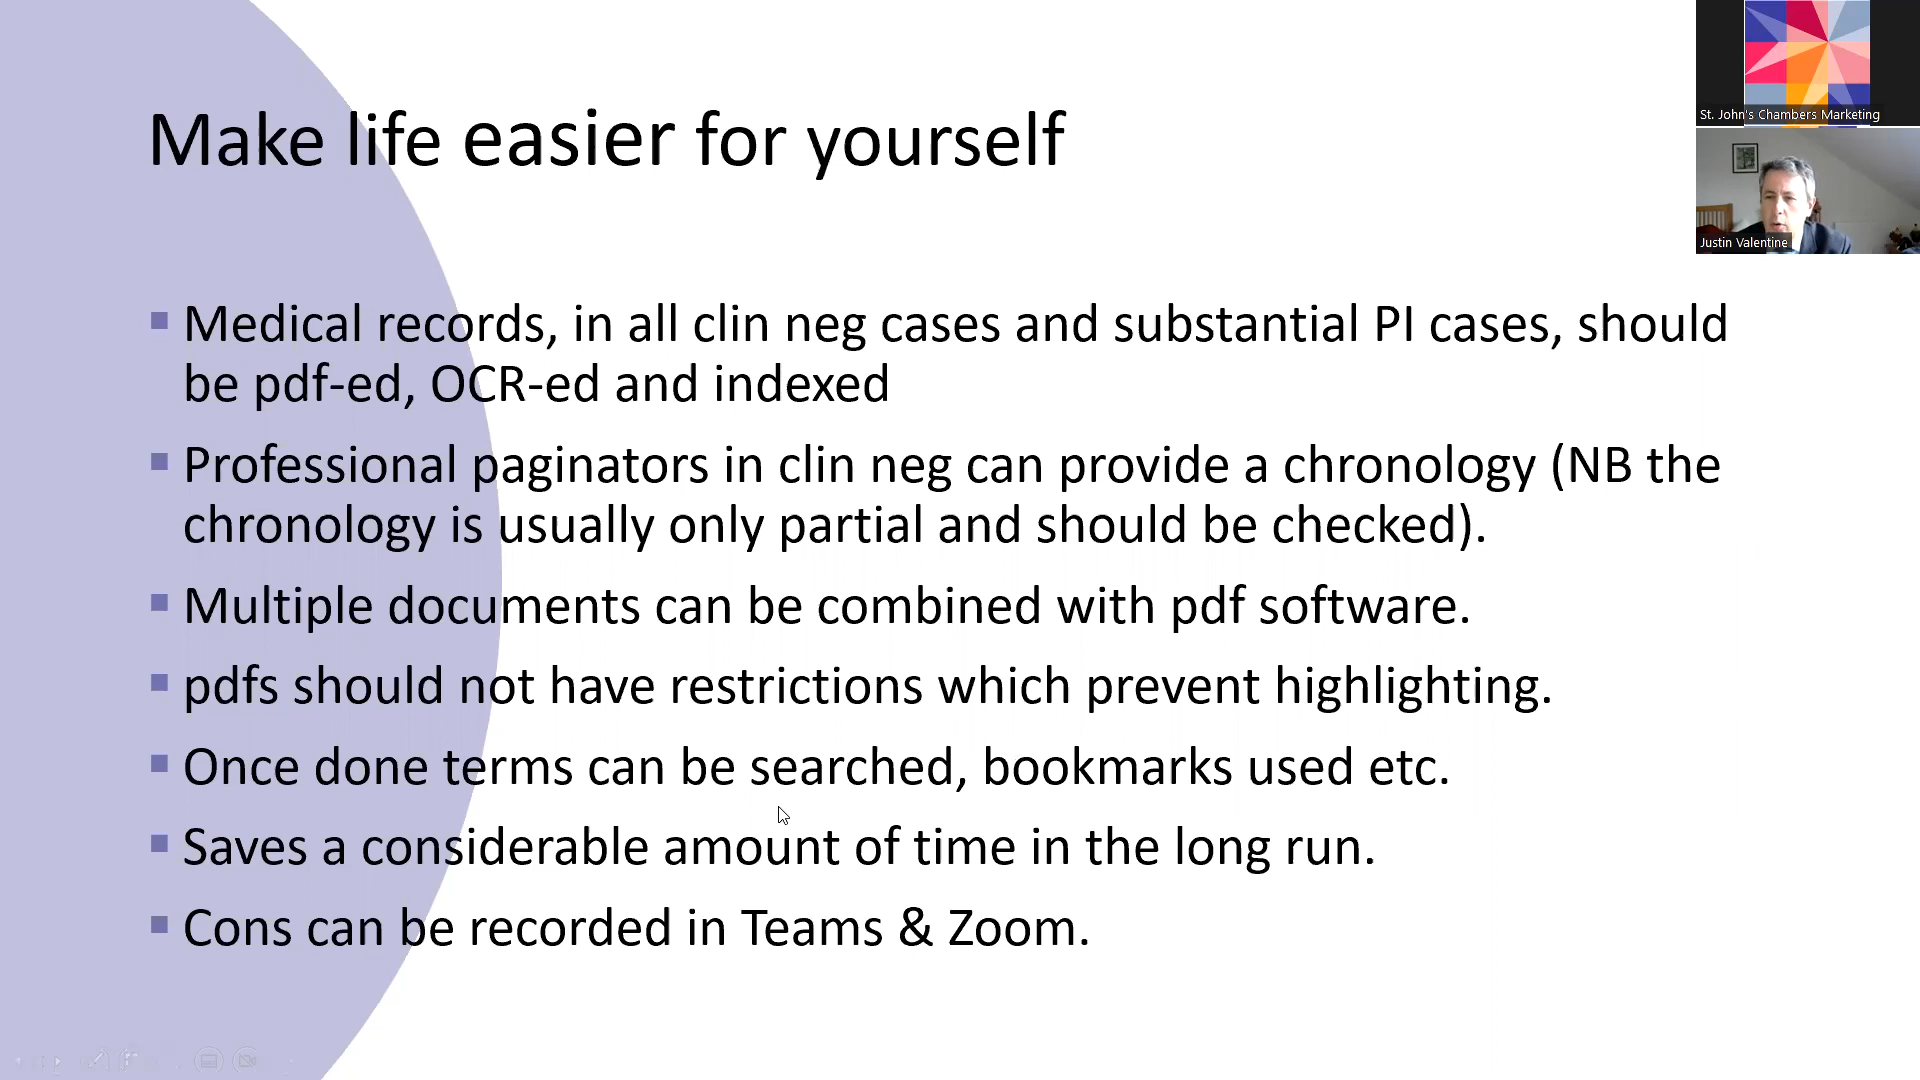 Make life easier for yourself
Medical records, in all clin neg cases and substantial PI cases, should
be pdf-ed, OCR-ed and indexed
Professional paginators in clin neg can provide a chronology (NB the
chronology is usually only partial and should be checked).
Multiple documents can be combined with pdf software.
pdfs should not have restrictions which prevent highlighting.
Once done terms can be searched, bookmarks used etc.
Saves a considerable amount of time in the long run.
Cons can be recorded in Teams & Zoom.
St. John's Chambers Marketing
Justin Valentine